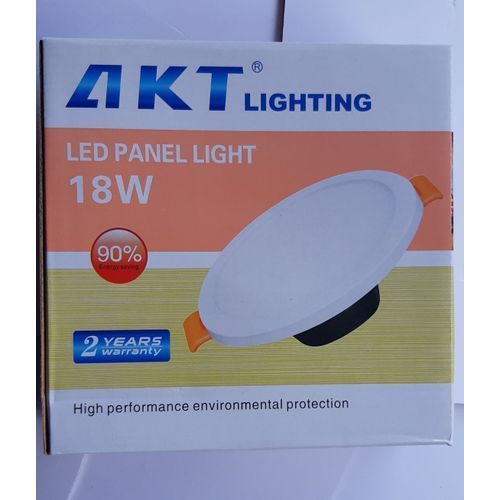 AKT® LIGHTING
LED PANEL LIGHT
18W
90%
Energy saving
2 YEARS
warranty
High performance environmental protection